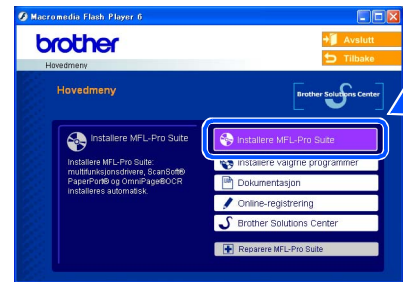 Macromedia Flash Player 6
brother
Avslutt
Tilbake
Hovedmeny
Hovedmeny
Brother Solutions Center
Installere MFL-Pro Suite
Installere MFL-Pro Suite:
multifunksjonsdrivere, ScanSoft®
PaperPort® og OmniPage®OCR
installeres automatisk.
Installere MFL-Pro Suite
Installere valgfrie programmer
Dokumentasjon
Online-registrering
Brother Solutions Center
Reparere MFL-Pro Suite